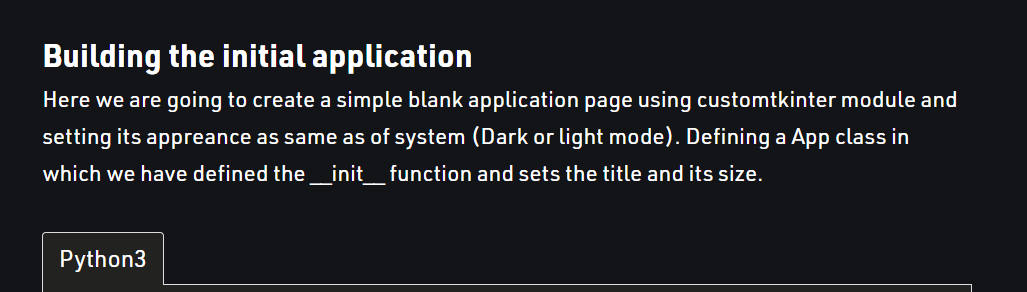 Building the initial application
Here we are going to create a simple blank application page using customtkinter module and
setting its appreance as same as of system (Dark or light mode). Defining a App class in
which we have defined the __init__ function and sets the title and its size.
Python3